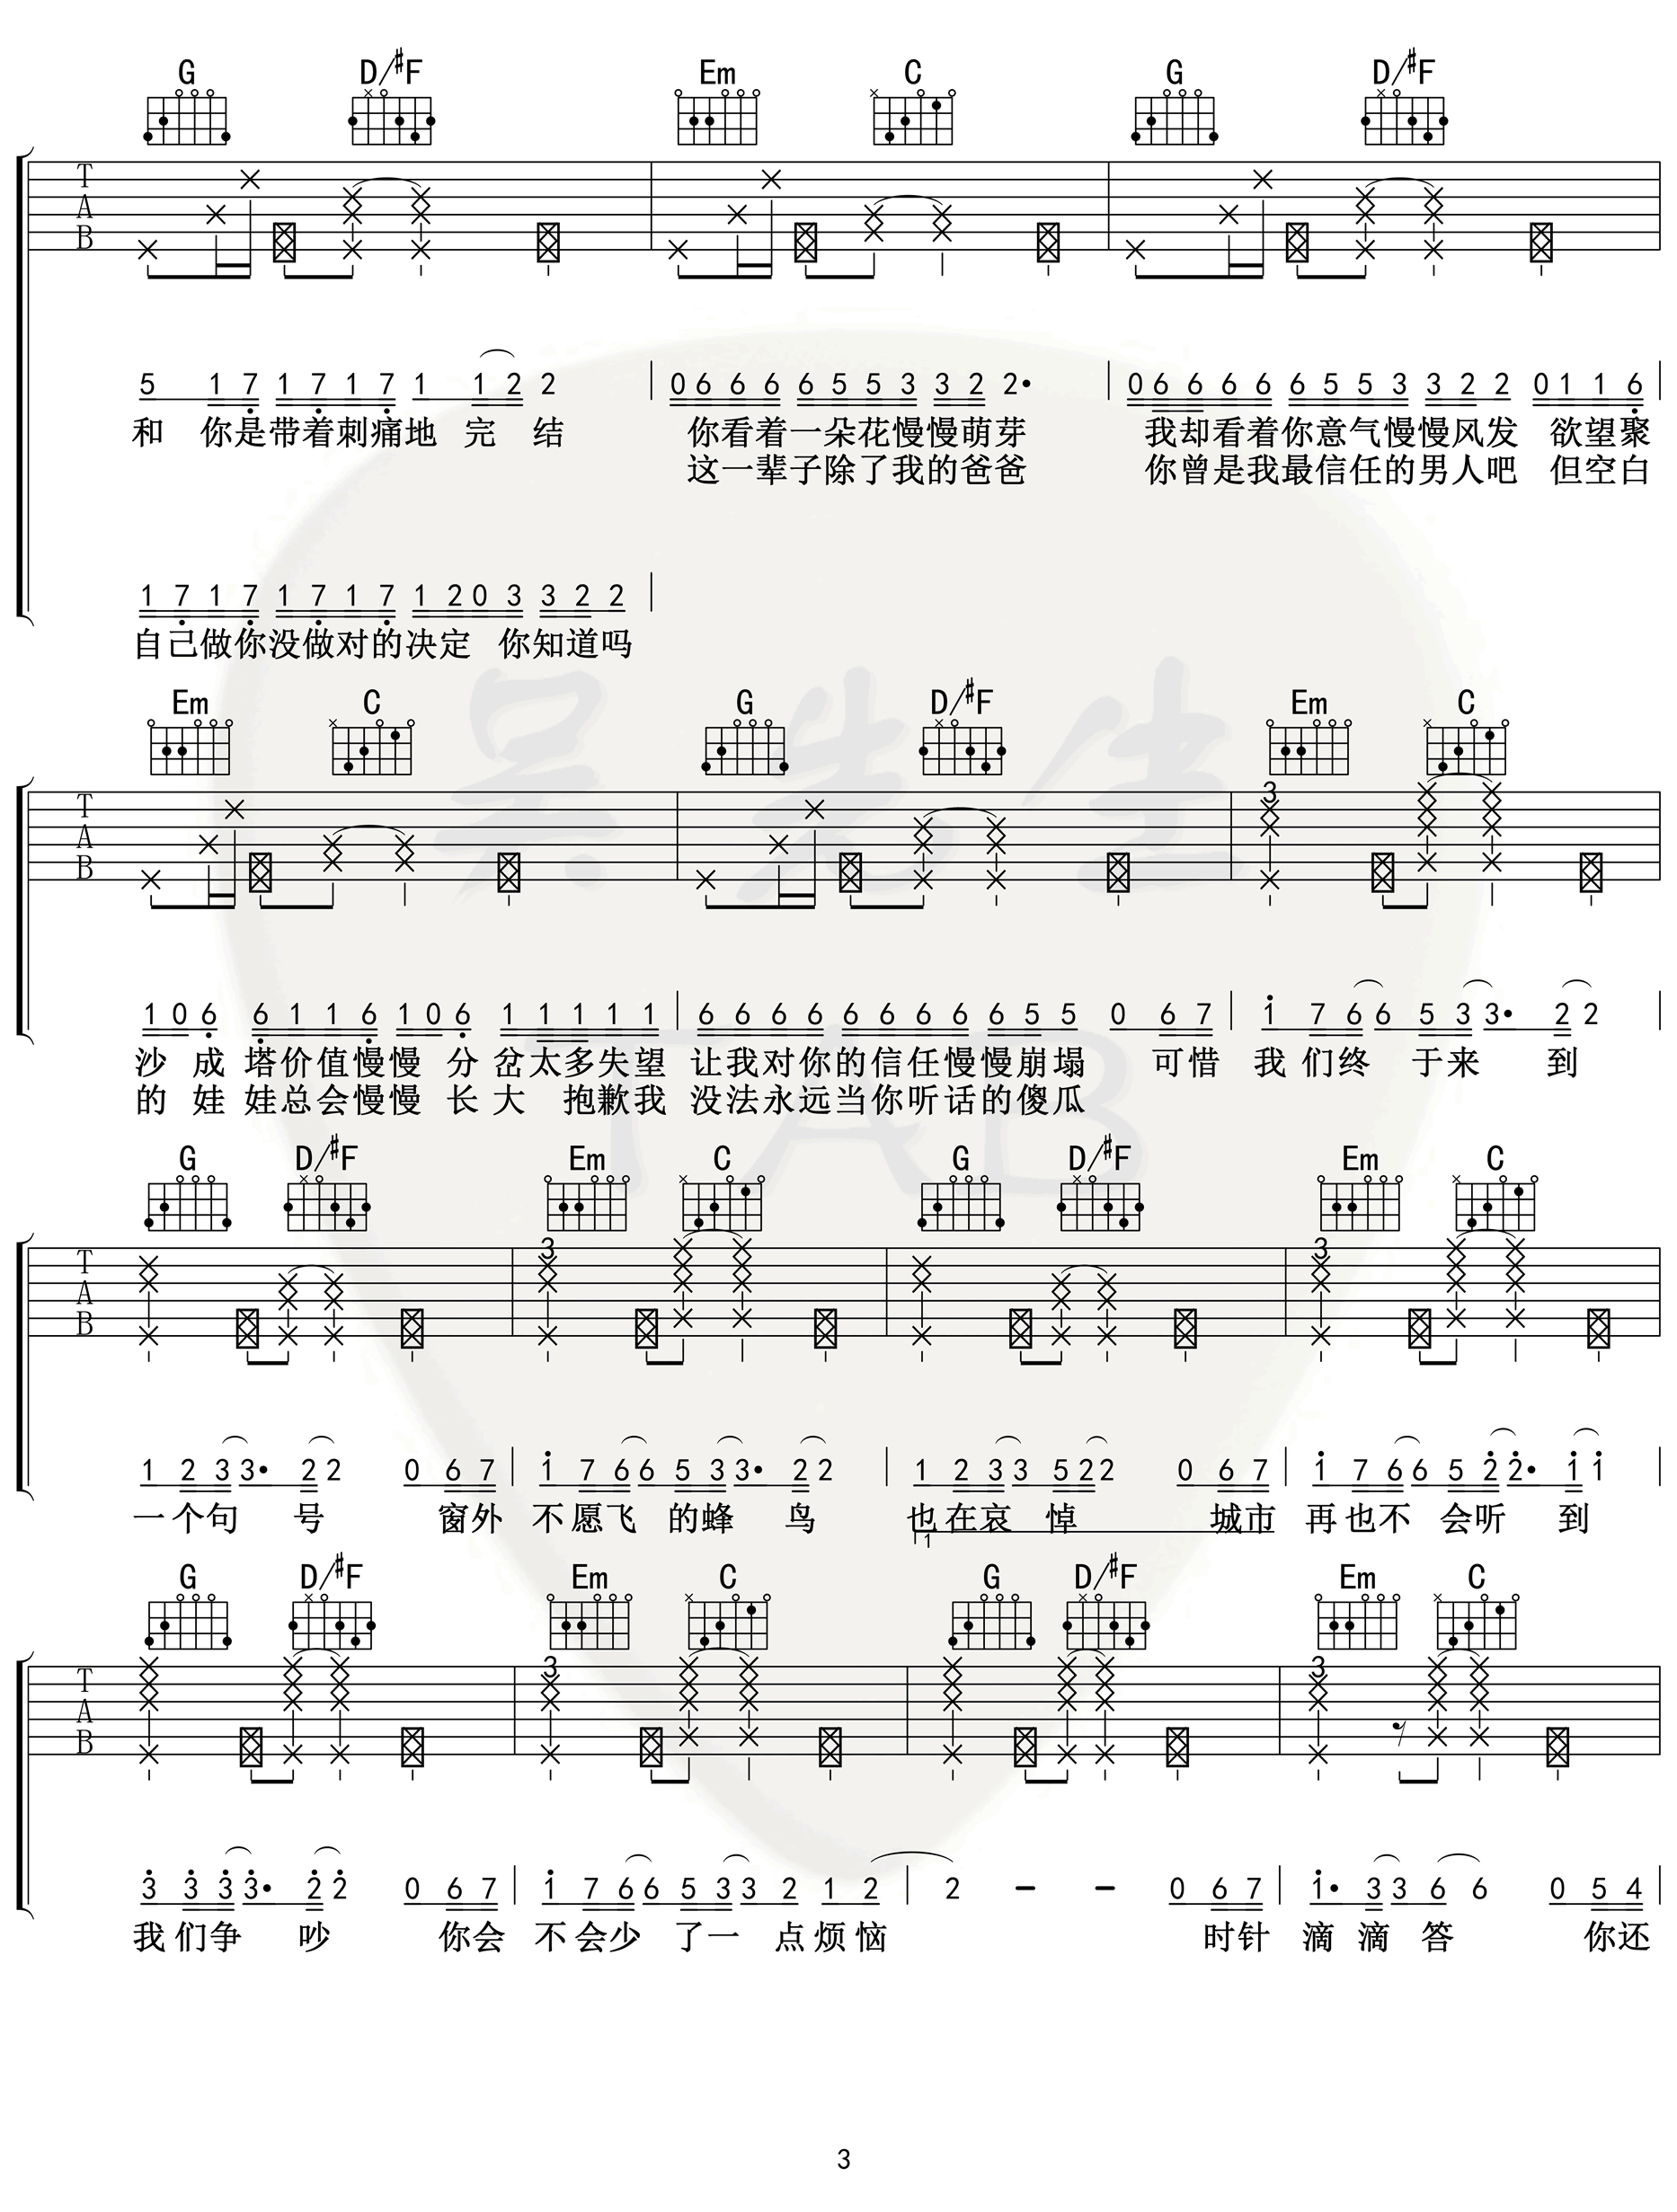 G D/#F Em C G D/#F
T
A
B
5 1 7 1 7 1 7 1 1 2 2 0 6 6 6 6 5 5 3 3 2 2• 0 6 6 6 6 6 5 5 3 3 2 2 0 1 1 6
和 你是带着刺痛地 完 结 你看着一朵花慢慢萌芽 我却看着你意气慢慢风发 欲望聚
这一辈子除了我的爸爸 你曾是我最信任的男人吧 但空白
1 7 1 7 1 7 1 7 1 2 0 3 3 2 2
自己做你没做对的决定 你知道吗
Em C G D/#F Em C
3
T
A
B
1 0 6 6 1 1 6 1 0 6 1 1 1 1 1 6 6 6 6 6 6 6 6 6 5 5 0 6 7 1 7 6 6 5 3 3• 2 2
沙 成 塔价值慢慢 分 岔太多失望 让我对你的信任慢慢崩塌 可惜 我 们终 于来 到
的 娃 娃总会慢慢 长 大 抱歉我 没法永远当你听话的傻瓜
吴先生
TAB
G D/#F Em C G D/#F Em C
3 3
T
A
B
1 2 3 3• 2 2 0 6 7 1 7 6 6 5 3 3• 2 2 1 2 3 3 5 2 2 0 6 7 1 7 6 6 5 2 2• 1 1
一个句 号 窗外 不愿飞 的蜂 鸟 也在哀 悼 城市 再也不 会听 到
1
G D/#F Em C G D/#F Em C
3 3
T
A
B
3 3 3 3• 2 2 0 6 7 1 7 6 6 5 3 3 2 1 2 2 - - 0 6 7 1• 3 3 6 6 0 5 4
我们争 吵 你会 不会少 了一 点烦恼 时针 滴 滴 答 你还
3